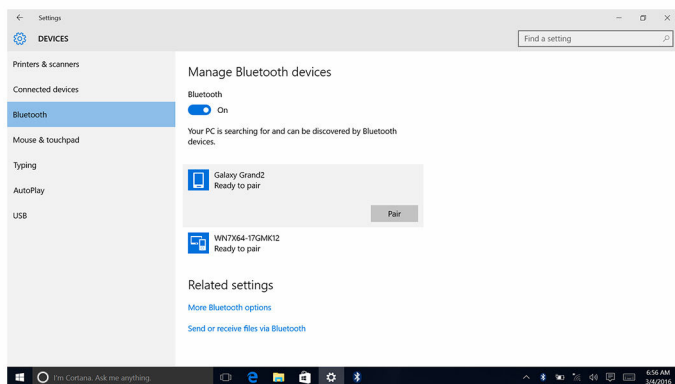 Settings
DEVICES
Find a setting
Printers & scanners
Connected devices
Bluetooth
Mouse & touchpad
Typing
AutoPlay
USB
Manage Bluetooth devices
Bluetooth
On
Your PC is searching for and can be discovered by Bluetooth
devices.
Galaxy Grand2
Ready to pair
Pair
WN7X64-17GMK12
Ready to pair
Related settings
More Bluetooth options
Send or receive files via Bluetooth
I'm Cortana. Ask me anything.
6:56 AM
3/4/2016